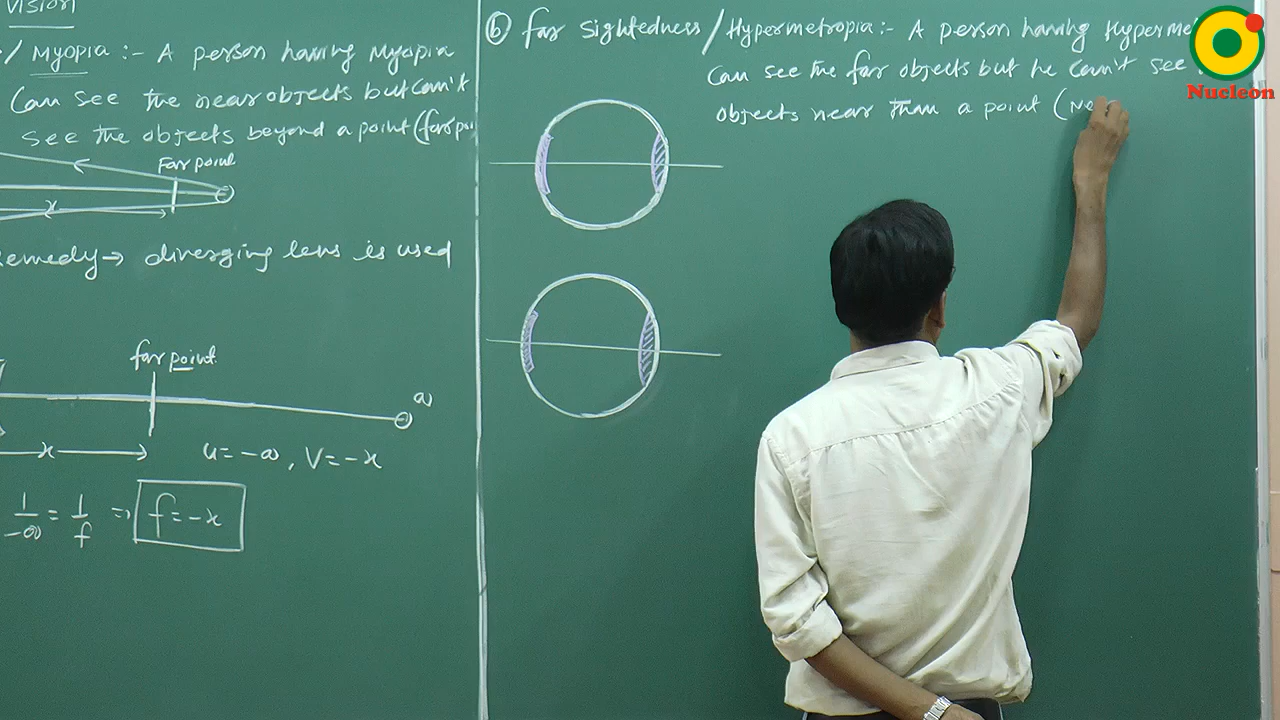 Vision
/ Myopia :- A person having Myopia
Can see the near objects but can't
see the objects beyond a point (far
Far point
x
Remedy → diverging lens is used
far point
∞
x
u = -∞, V = -x
1/-∞ = 1/f ⇒ f = -x
(b) far Sightedness / Hypermetropia :- A person having
Can see the far objects but he can't see
objects near than a point (Ne
Nucleon